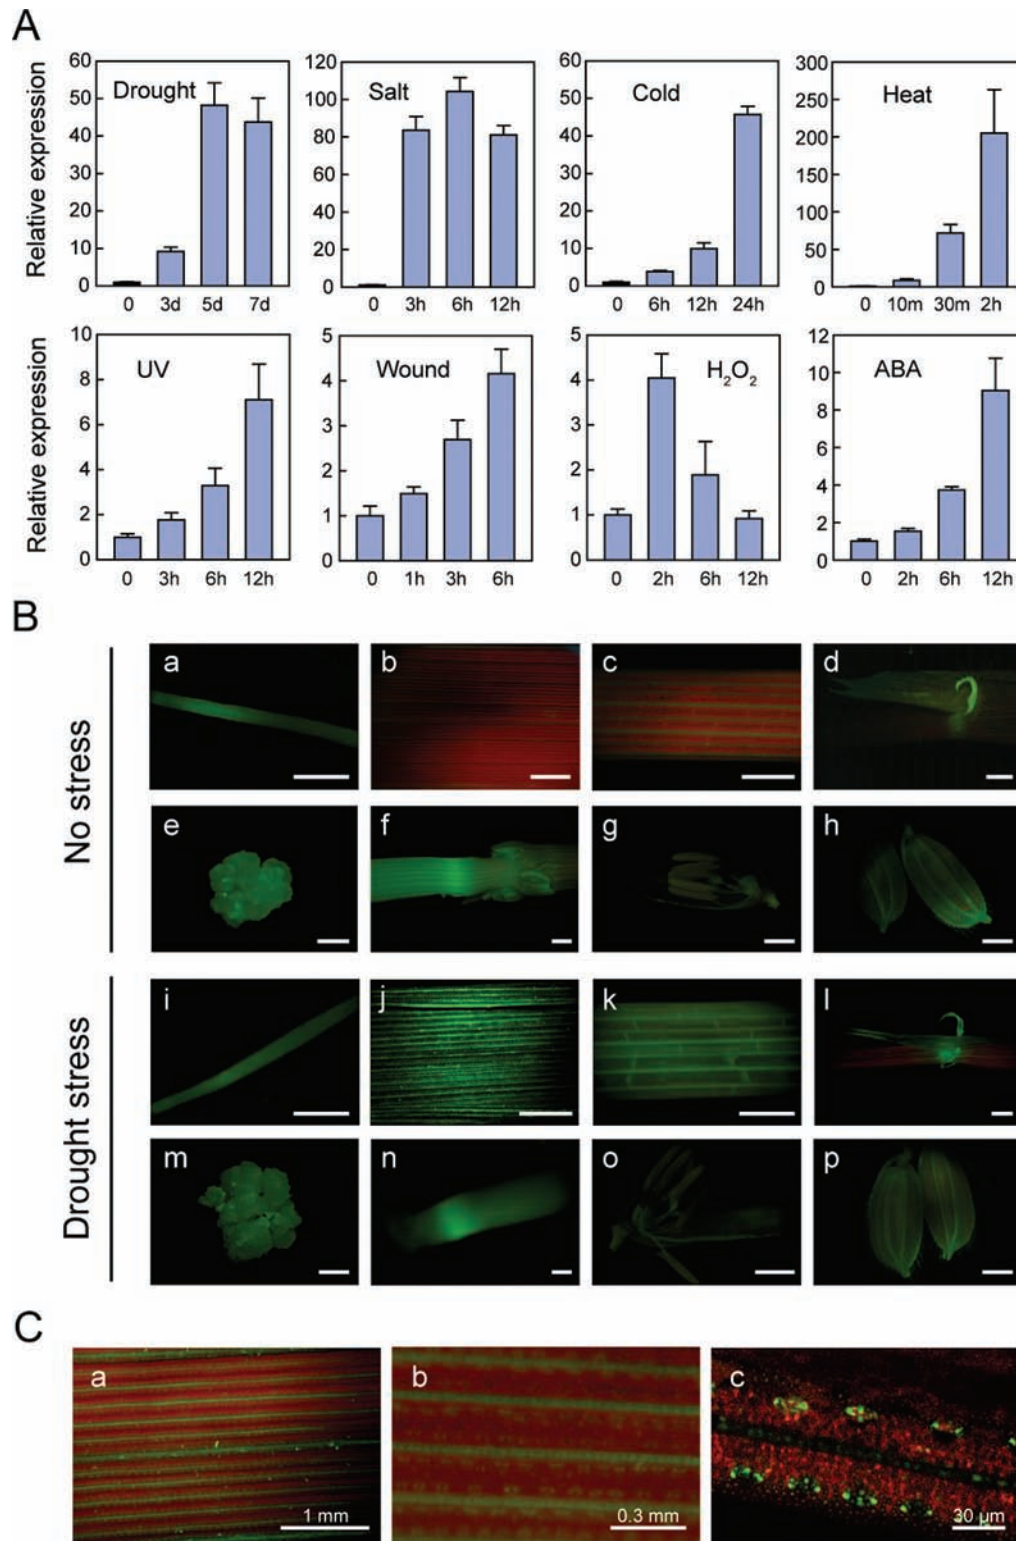 A
Relative expression
60
50
40
30
20
10
0
Drought
0 3d 5d 7d
120
100
80
60
40
20
0
Salt
3h 6h 12h
60
50
40
30
20
10
0
Cold
0 6h 12h 24h
300
250
200
150
100
50
0
Heat
0 10m 30m 2h
Relative expression
10
8
6
4
2
0
UV
0 3h 6h 12h
5
4
3
2
1
0
Wound
0 1h 3h 6h
5
4
3
2
1
0
H₂O₂
0 2h 6h 12h
12
10
8
6
4
2
0
ABA
0 2h 6h 12h
B
No stress
a b c d
e f g h
Drought stress
i j k l
m n o p
C
a b c
1 mm 0.3 mm 30 µm